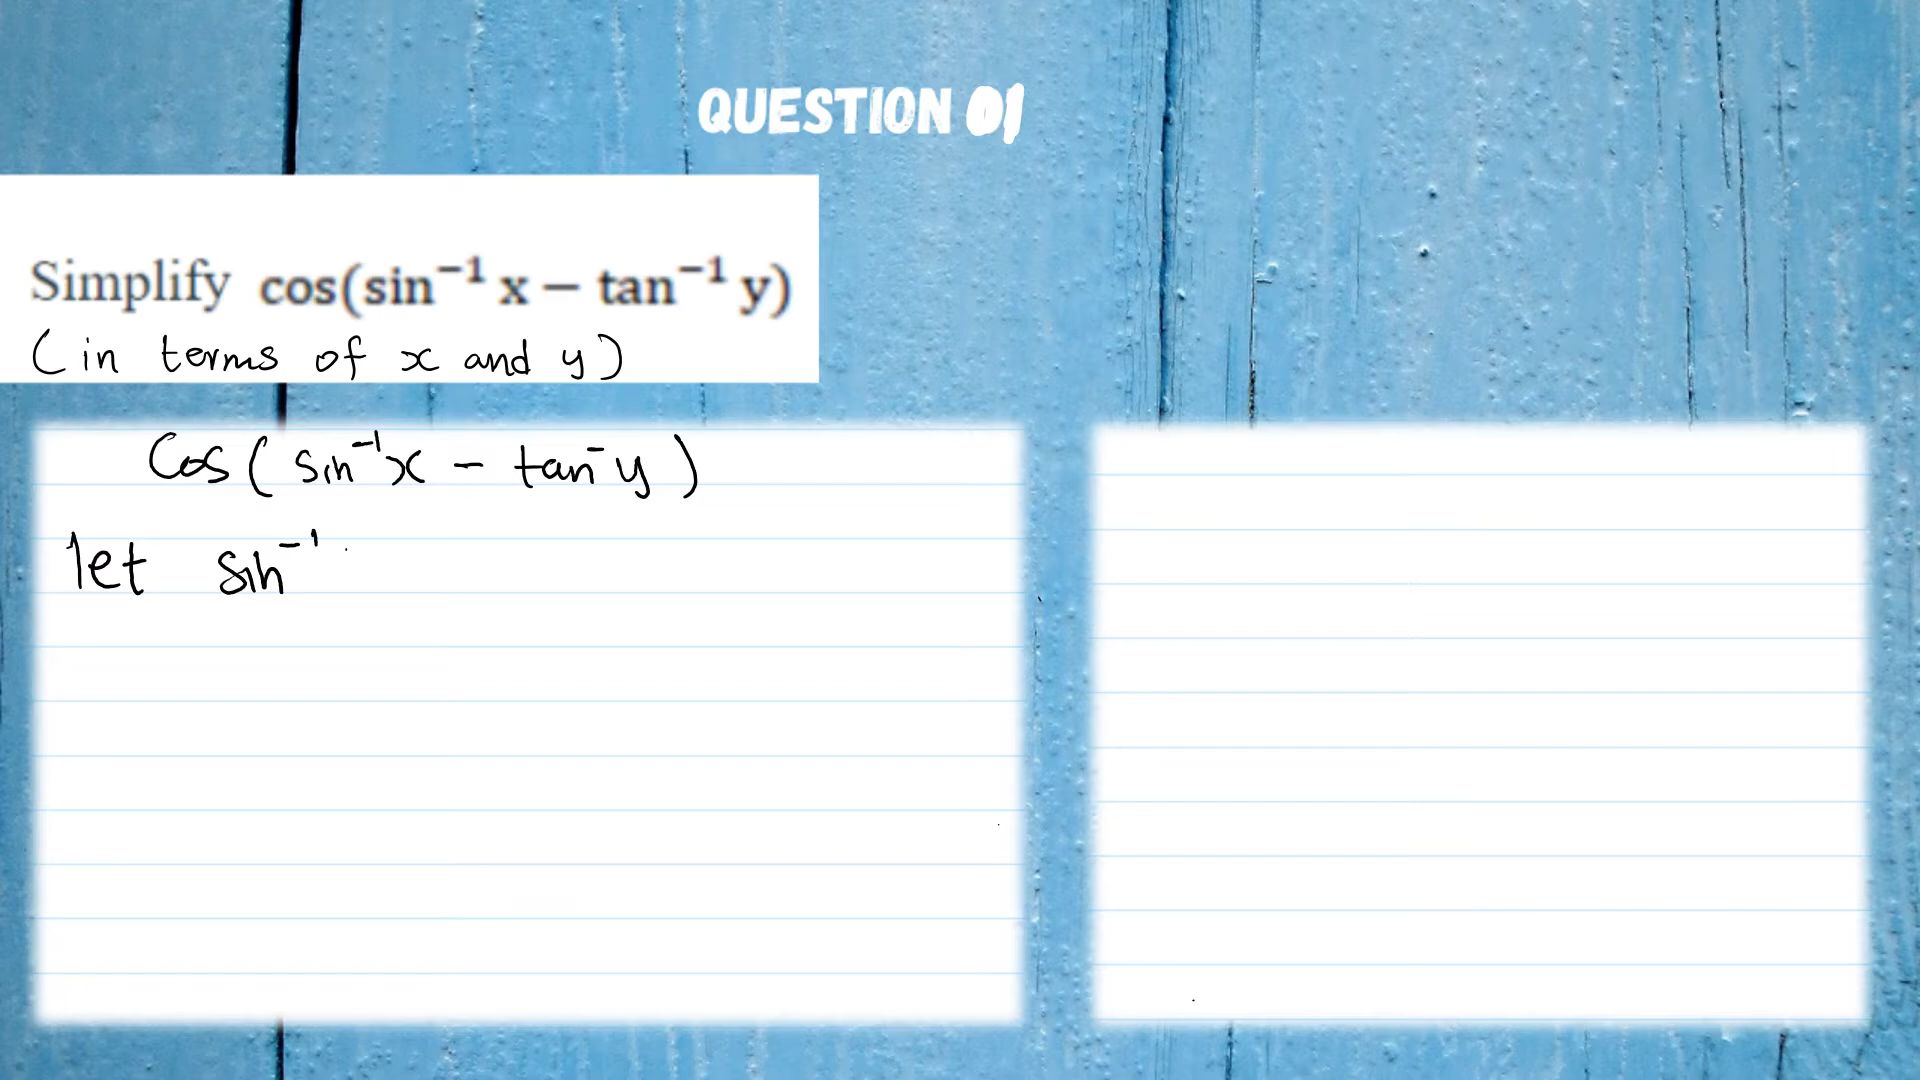 QUESTION 01
Simplify cos(sin⁻¹ x − tan⁻¹ y)
(in terms of x and y)
Cos( sin⁻¹x − tan⁻y )
let sin⁻¹